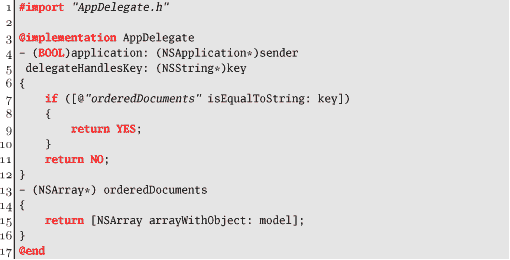 1 #import "AppDelegate.h"
2
3 @implementation AppDelegate
4 - (BOOL)application: (NSApplication*)sender
5  delegateHandlesKey: (NSString*)key
6 {
7     if ([@"orderedDocuments" isEqualToString: key])
8     {
9         return YES;
10     }
11     return NO;
12 }
13 - (NSArray*) orderedDocuments
14 {
15     return [NSArray arrayWithObject: model];
16 }
17 @end